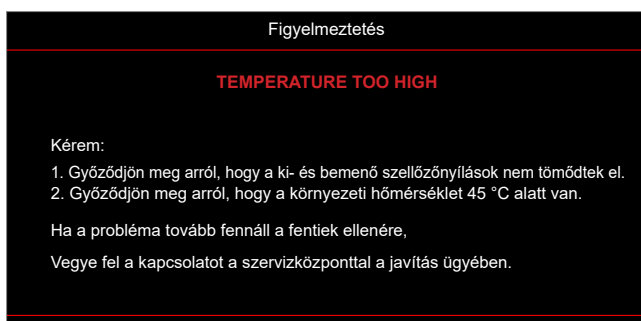 Figyelmeztetés
TEMPERATURE TOO HIGH
Kérem:
1. Győződjön meg arról, hogy a ki- és bemenő szellőzőnyílások nem tömődtek el.
2. Győződjön meg arról, hogy a környezeti hőmérséklet 45 °C alatt van.
Ha a probléma tovább fennáll a fentiek ellenére,
Vegye fel a kapcsolatot a szervizközponttal a javítás ügyében.